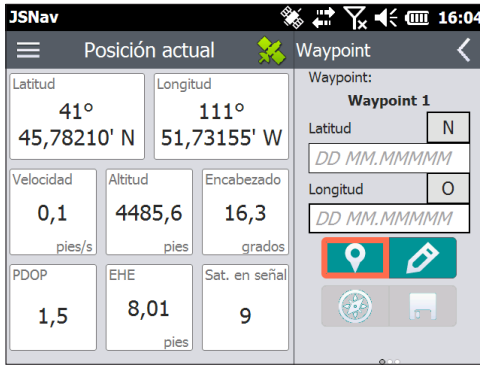 JSNav
16:04
Posición actual
Waypoint
Latitud
41º
45,78210' N
Longitud
111º
51,73155' W
Velocidad
0,1
pies/s
Altitud
4485,6
pies
Encabezado
16,3
grados
PDOP
1,5
EHE
8,01
pies
Sat. en señal
9
Waypoint:
Waypoint 1
Latitud
N
DD MM.MMMMM
Longitud
O
DD MM.MMMMM